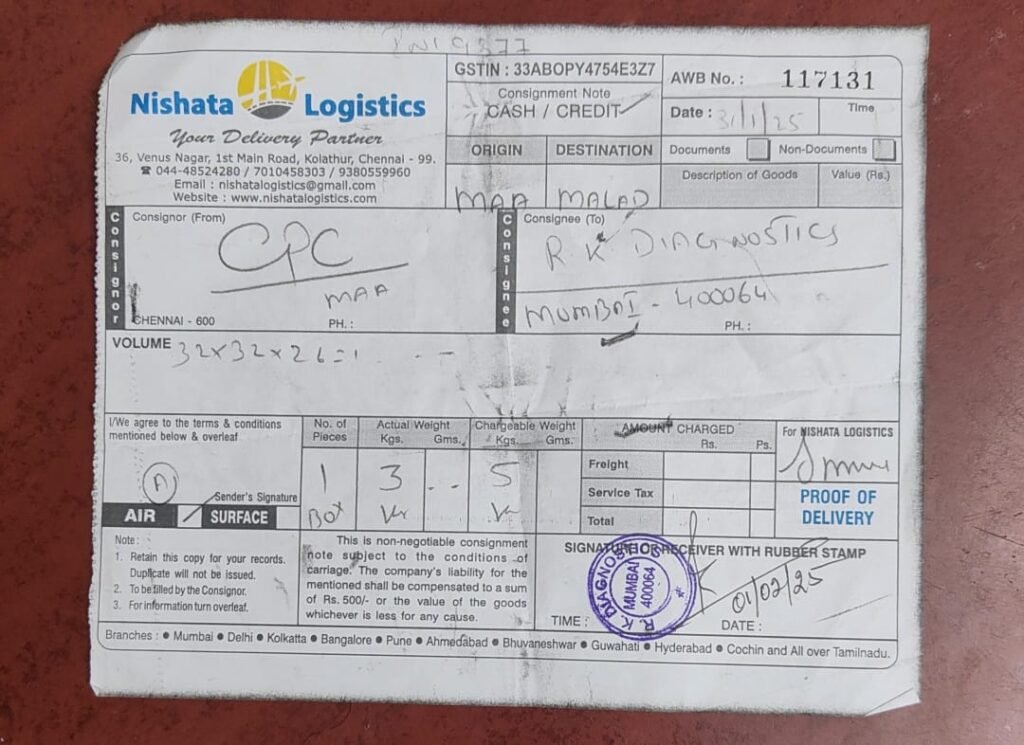 Nishata Logistics
Your Delivery Partner
36, Venus Nagar, 1st Main Road, Kolathur, Chennai - 99.
☎ 044-48524280 / 7010458303 / 9380559960
Email : nishatalogistics@gmail.com
Website : www.nishatalogistics.com
GSTIN : 33ABOPY4754E3Z7
Consignment Note
CASH / CREDIT
AWB No. : 117131
Date : 31/1/25 Time
ORIGIN DESTINATION
MAA MALAD
Documents Non-Documents
Description of Goods Value (Rs.)
Consignor
Consignor (From)
CPC
MAA
CHENNAI - 600 PH. :
Consignee
Consignee (To)
R K DIAGNOSTICS
MUMBAI - 400064
PH. :
VOLUME 32x32x26=1
I/We agree to the terms & conditions
mentioned below & overleaf
A
Sender's Signature
AIR SURFACE
No. of Pieces
1
Box
Actual Weight
Kgs. Gms.
3
Chargeable Weight
Kgs. Gms.
5
AMOUNT CHARGED
Rs. Ps.
Freight
Service Tax
Total
For NISHATA LOGISTICS
PROOF OF
DELIVERY
Note :
1. Retain this copy for your records.
Duplicate will not be issued.
2. To be filled by the Consignor.
3. For information turn overleaf.
This is non-negotiable consignment
note subject to the conditions of
carriage. The company's liability for the
mentioned shall be compensated to a sum
of Rs. 500/- or the value of the goods
whichever is less for any cause.
SIGNATURE OF RECEIVER WITH RUBBER STAMP
R K DIAGNOSTICS
MUMBAI
400064
01/02/25
TIME : DATE :
Branches : ● Mumbai ● Delhi ● Kolkatta ● Bangalore ● Pune ● Ahmedabad ● Bhuvaneshwar ● Guwahati ● Hyderabad ● Cochin and All over Tamilnadu.